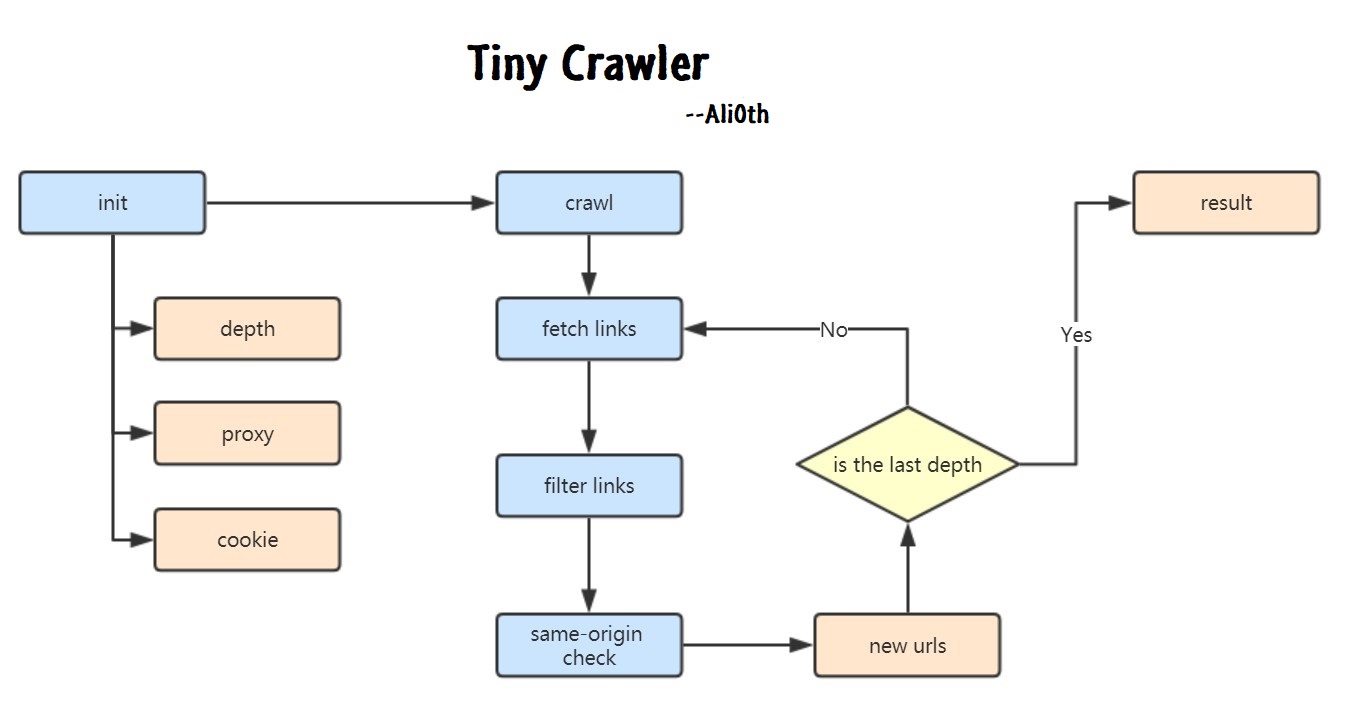 Tiny Crawler
--Ali0th
init
crawl
result
depth
fetch links
No
Yes
proxy
is the last depth
filter links
cookie
same-origin
check
new urls